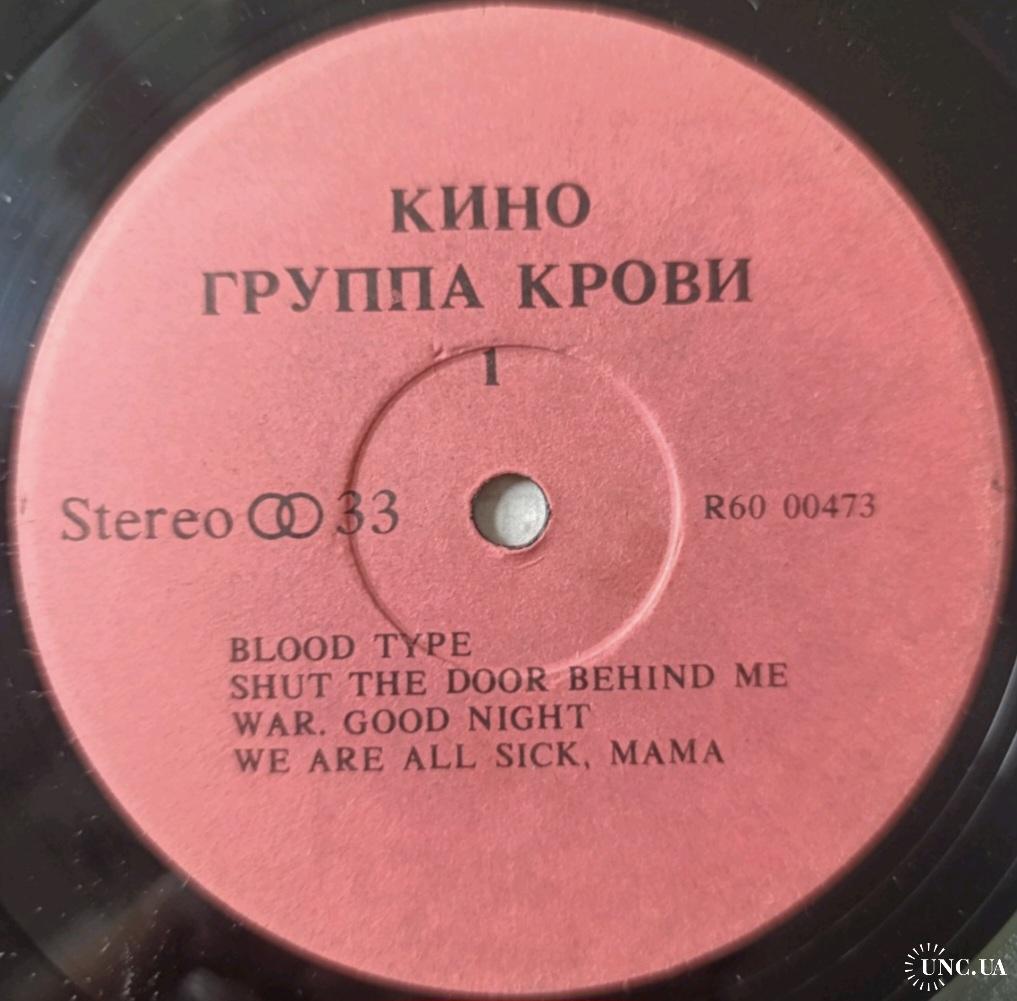 КИНО
ГРУППА КРОВИ
1
Stereo 33
R60 00473
BLOOD TYPE
SHUT THE DOOR BEHIND ME
WAR. GOOD NIGHT
WE ARE ALL SICK, MAMA
UNC.UA